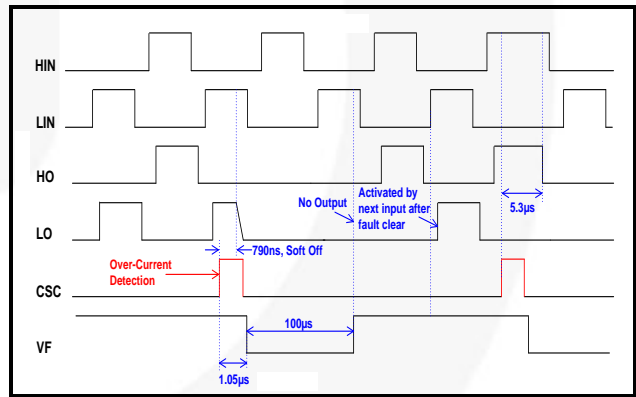 HIN
LIN
HO
No Output
Activated by
next input after
fault clear
5.3µs
LO
790ns, Soft Off
Over-Current
Detection
CSC
100µs
VF
1.05µs